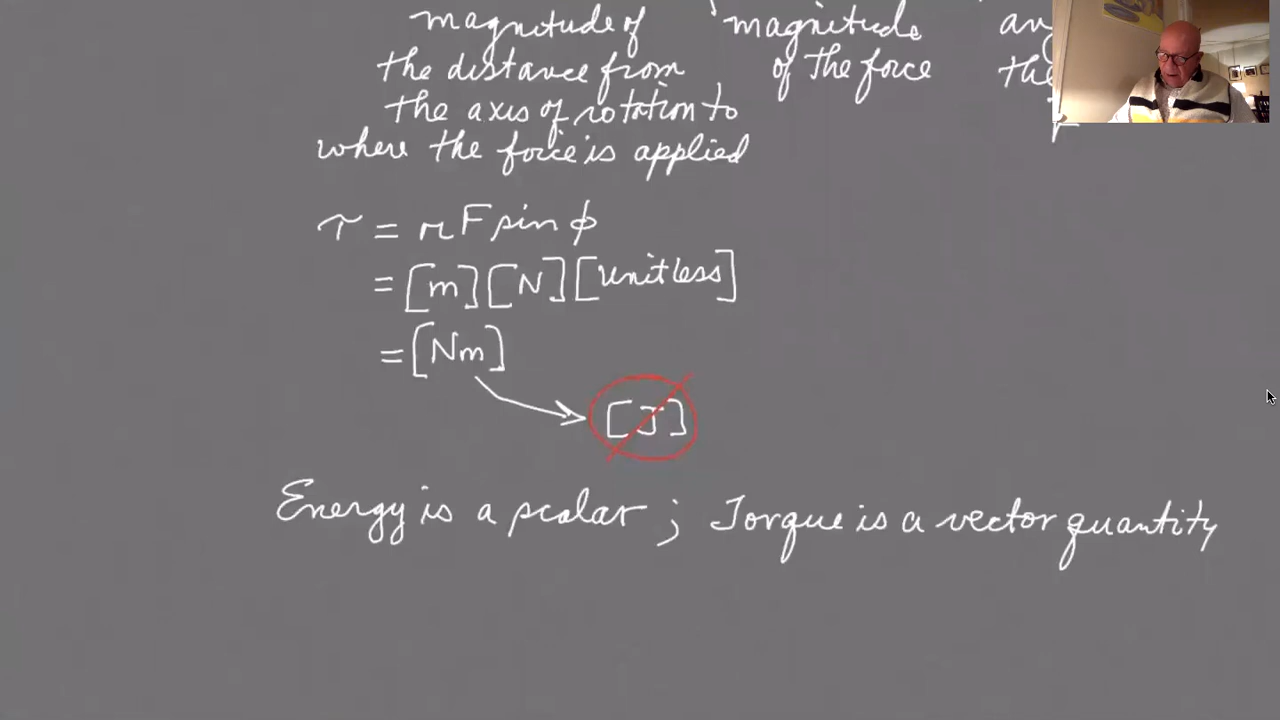 magnitude of magnitude
the distance from of the force the
the axis of rotation to
where the force is applied
τ = rF sin ϕ
= [m][N][unitless]
= [Nm]
[J]
Energy is a scalar ; Torque is a vector quantity